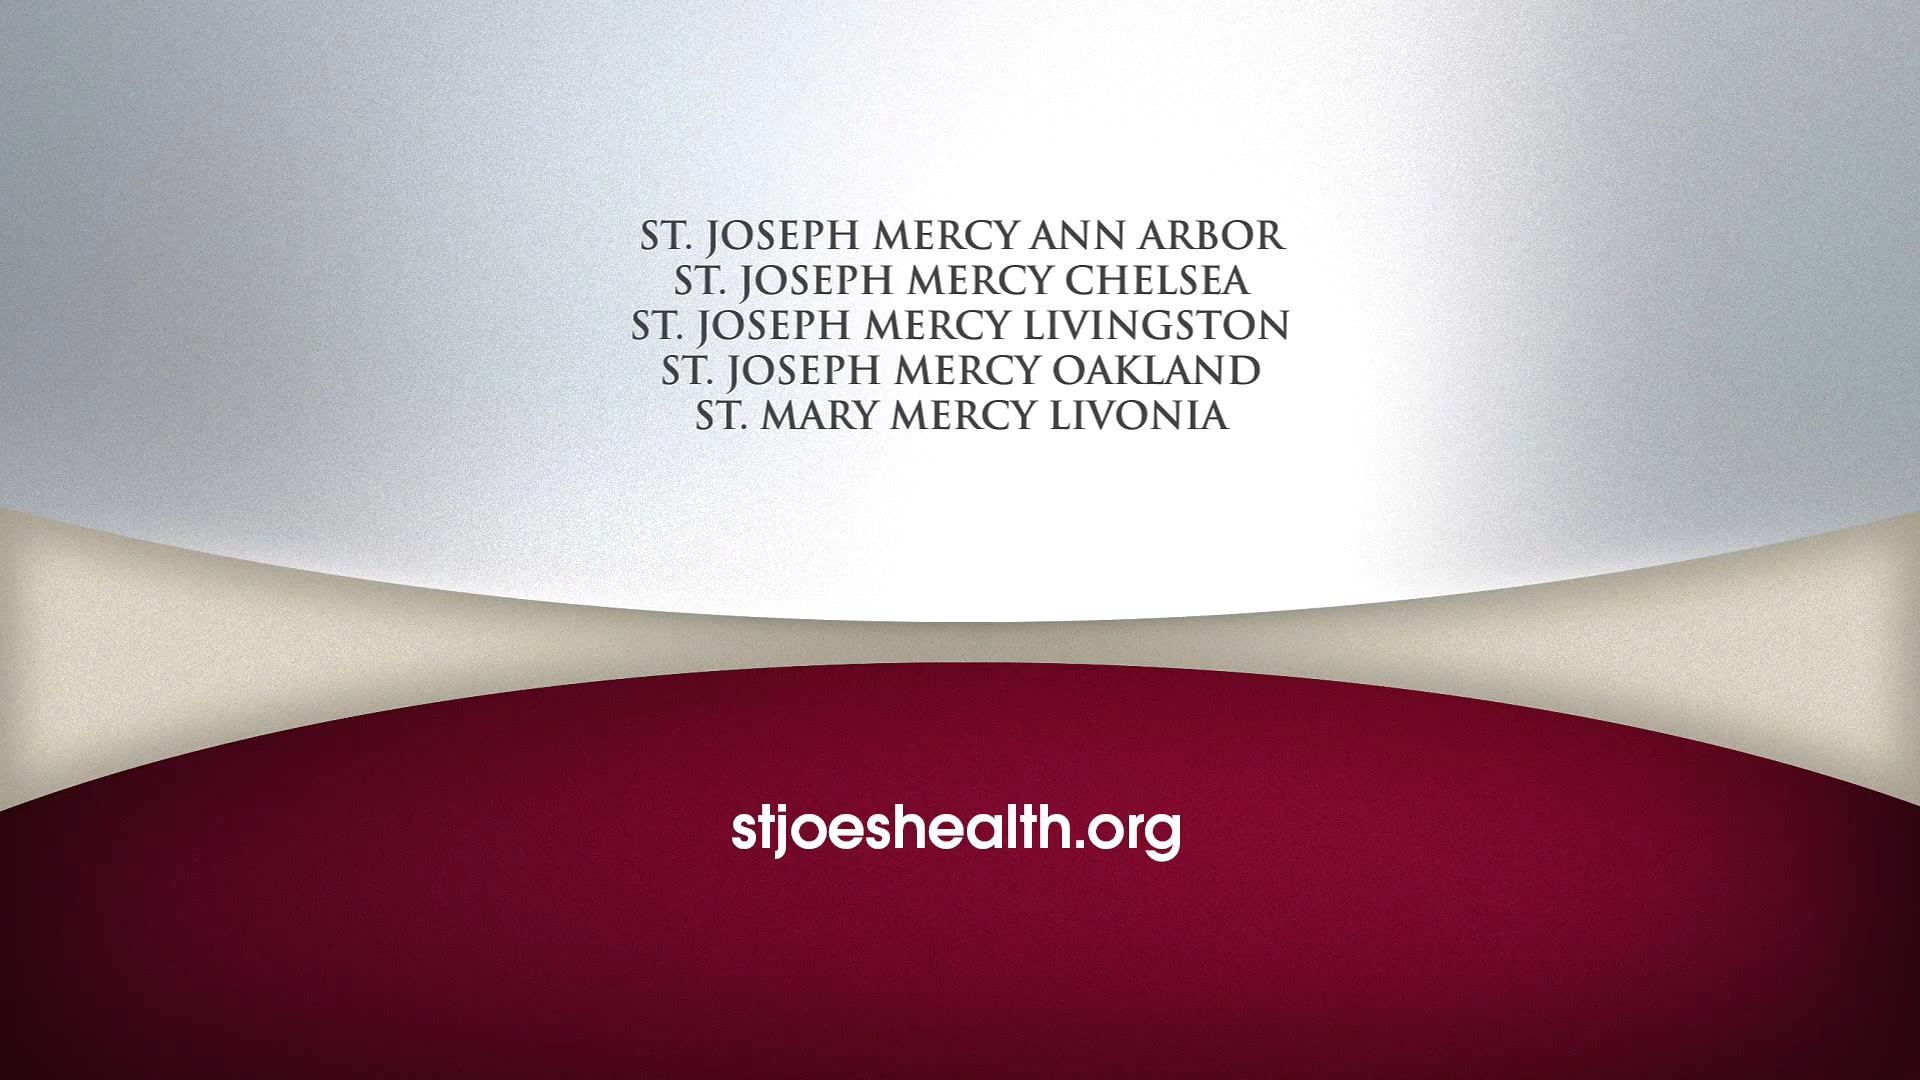 ST. JOSEPH MERCY ANN ARBOR
ST. JOSEPH MERCY CHELSEA
ST. JOSEPH MERCY LIVINGSTON
ST. JOSEPH MERCY OAKLAND
ST. MARY MERCY LIVONIA
stjoeshealth.org